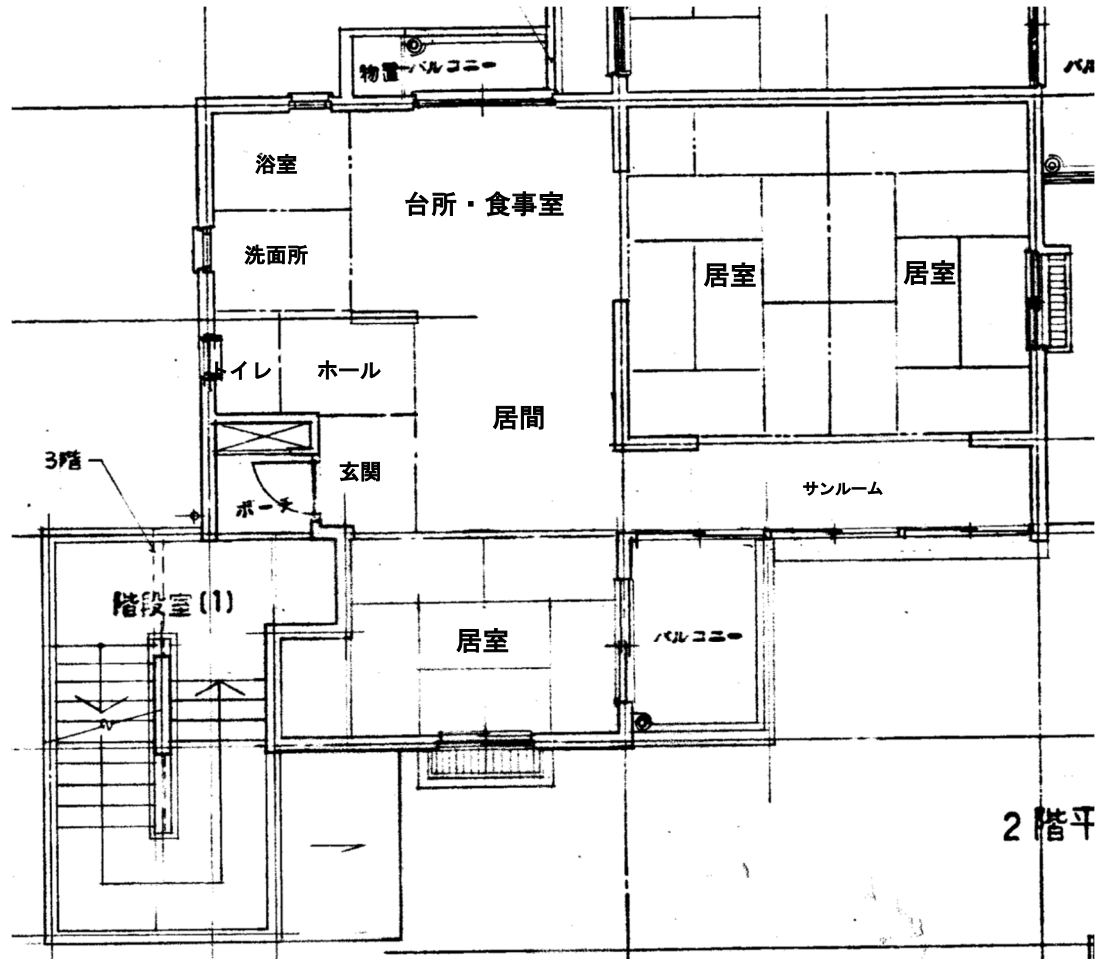 物置 バルコニー
バル
浴室
台所・食事室
洗面所
居室
居室
トイレ
ホール
居間
3階
玄関
サンルーム
ポーチ
階段室(1)
居室
バルコニー
2階平